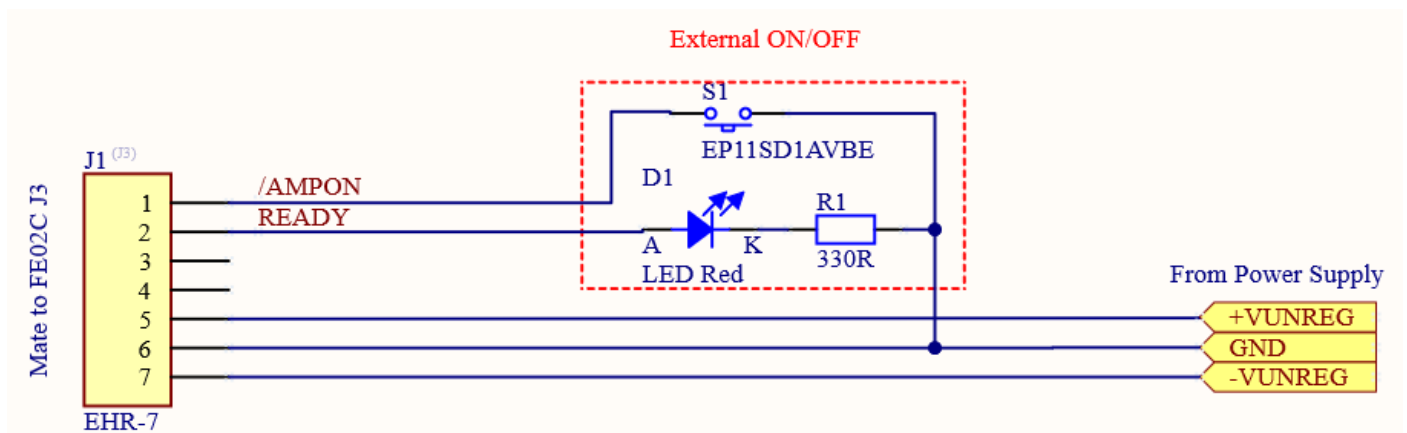 External ON/OFF
S1
EP11SD1AVBE
D1
J1 (J3)
/AMPON
READY
R1
A
K
330R
LED Red
Mate to FE02C J3
1
2
3
4
5
6
7
EHR-7
From Power Supply
+VUNREG
GND
-VUNREG